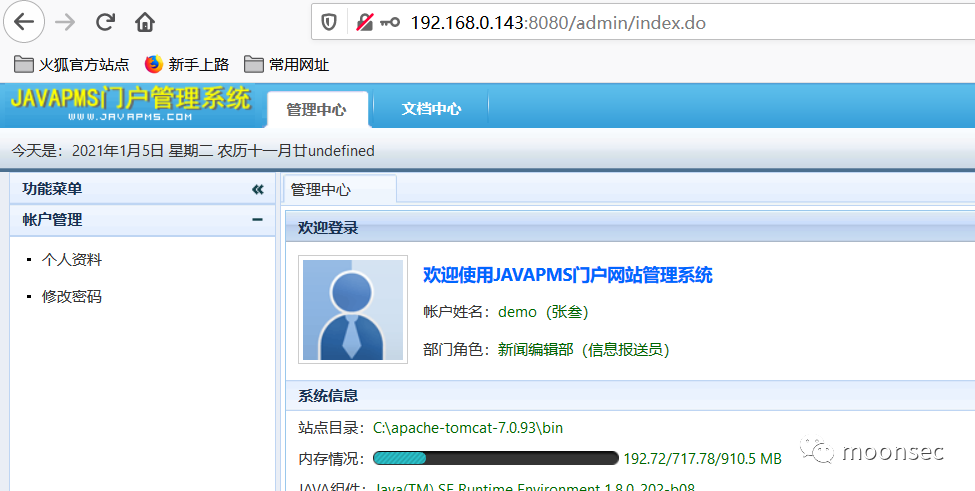 192.168.0.143:8080/admin/index.do
火狐官方站点 新手上路 常用网址
JAVAPMS门户管理系统
WWW.JAVAPMS.COM
管理中心 文档中心
今天是：2021年1月5日 星期二 农历十一月廿undefined
功能菜单
帐户管理
个人资料
修改密码
管理中心
欢迎登录
欢迎使用JAVAPMS门户网站管理系统
帐户姓名：demo（张叁）
部门角色：新闻编辑部（信息报送员）
系统信息
站点目录：C:\apache-tomcat-7.0.93\bin
内存情况：192.72/717.78/910.5 MB
JAVA组件：Java(TM) SE Runtime Environment 1.8.0_202-b08
moonsec